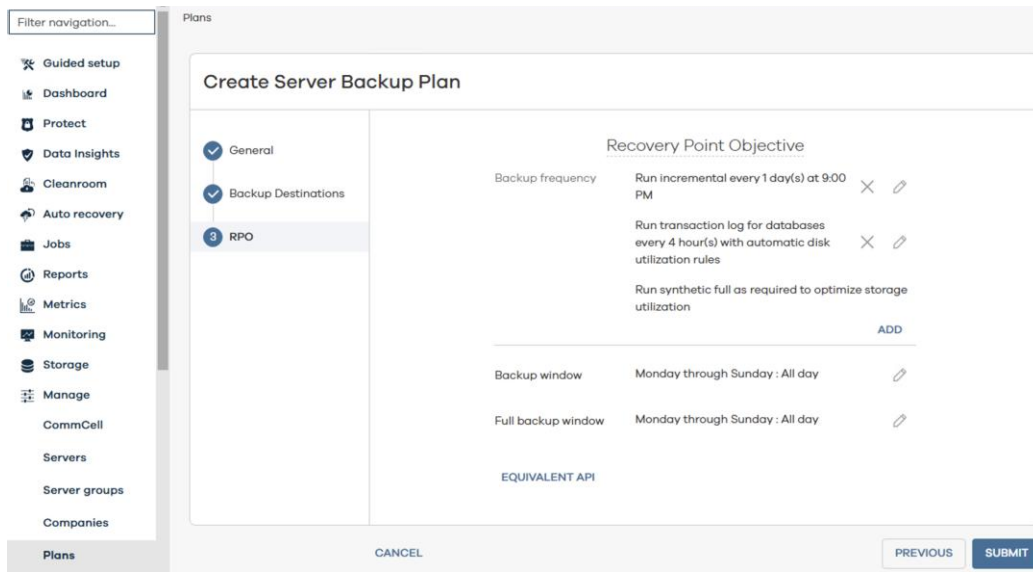 Filter navigation...
Guided setup
Dashboard
Protect
Data Insights
Cleanroom
Auto recovery
Jobs
Reports
Metrics
Monitoring
Storage
Manage
CommCell
Servers
Server groups
Companies
Plans
Plans
Create Server Backup Plan
General
Backup Destinations
3 RPO
Recovery Point Objective
Backup frequency
Run incremental every 1 day(s) at 9:00
PM
Run transaction log for databases
every 4 hour(s) with automatic disk
utilization rules
Run synthetic full as required to optimize storage
utilization
ADD
Backup window
Monday through Sunday : All day
Full backup window
Monday through Sunday : All day
EQUIVALENT API
CANCEL
PREVIOUS
SUBMIT